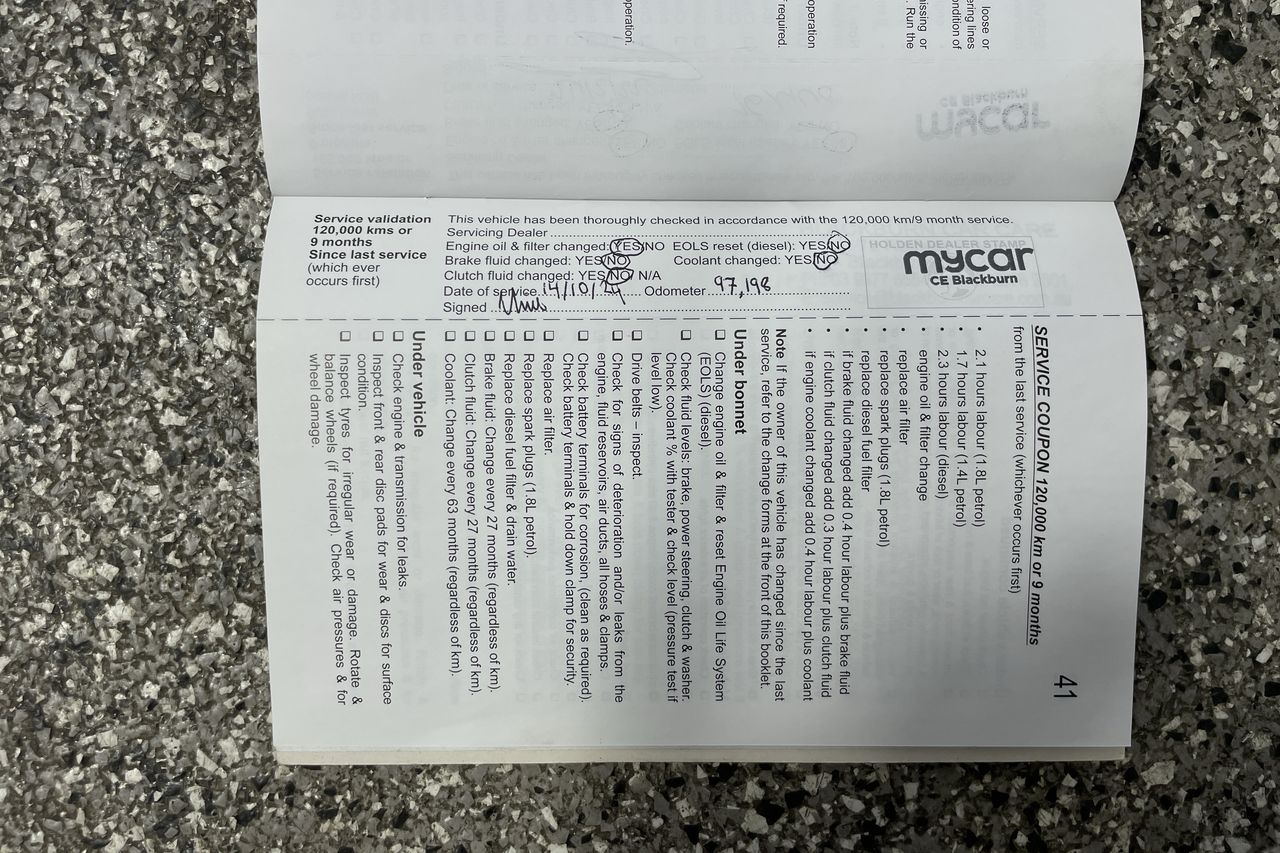 loose or
ering lines
ondition of
issing or
. Run the
operation
required.
peration.
mycar
CE Blackburn
Service validation
120,000 kms or
9 months
Since last service
(which ever
occurs first)
This vehicle has been thoroughly checked in accordance with the 120,000 km/9 month service.
Servicing Dealer
Engine oil & filter changed: YES/NO EOLS reset (diesel): YES/NO
Brake fluid changed: YES/NO Coolant changed: YES/NO
Clutch fluid changed: YES/NO N/A
Date of service 14/10/24 Odometer 97,198
Signed
HOLDEN DEALER STAMP
mycar
CE Blackburn
41
SERVICE COUPON 120,000 km or 9 months
from the last service (whichever occurs first)
• 2.1 hours labour (1.8L petrol)
• 1.7 hours labour (1.4L petrol)
• 2.3 hours labour (diesel)
• engine oil & filter change
• replace air filter
• replace spark plugs (1.8L petrol)
• replace diesel fuel filter
• if brake fluid changed add 0.4 hour labour plus brake fluid
• if clutch fluid changed add 0.3 hour labour plus clutch fluid
• if engine coolant changed add 0.4 hour labour plus coolant
Note If the owner of this vehicle has changed since the last
service, refer to the change forms at the front of this booklet.
Under bonnet
❑ Change engine oil & filter & reset Engine Oil Life System
(EOLS) (diesel).
❑ Check fluid levels: brake, power steering, clutch & washer.
Check coolant % with tester & check level (pressure test if
level low).
❑ Drive belts – inspect.
❑ Check for signs of deterioration and/or leaks from the
engine, fluid reservoirs, air ducts, all hoses & clamps.
❑ Check battery terminals for corrosion, (clean as required).
Check battery terminals & hold down clamp for security.
❑ Replace air filter.
❑ Replace spark plugs (1.8L petrol).
❑ Replace diesel fuel filter & drain water.
❑ Brake fluid: Change every 27 months (regardless of km).
❑ Clutch fluid: Change every 27 months (regardless of km).
❑ Coolant: Change every 63 months (regardless of km).
Under vehicle
❑ Check engine & transmission for leaks.
❑ Inspect front & rear disc pads for wear & discs for surface
condition.
❑ Inspect tyres for irregular wear or damage. Rotate &
balance wheels (if required). Check air pressures & for
wheel damage.